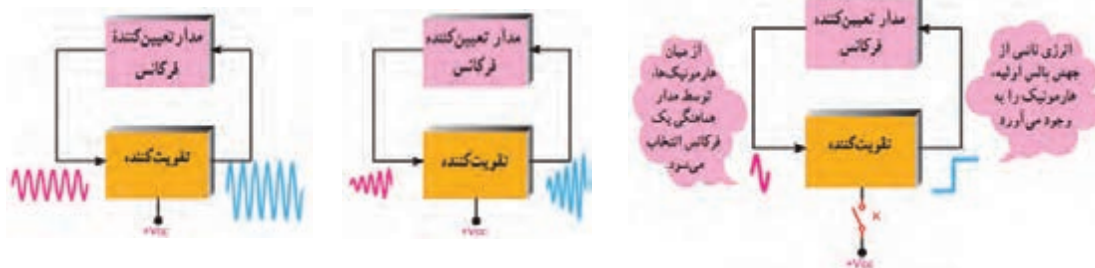 مدار تعیین‌کننده
فرکانس
از میان
هارمونیک‌ها،
توسط مدار
هماهنگی یک
فرکانس انتخاب
می‌شود.
انرژی ناشی از
جهش پالس اولیه،
هارمونیک را به
وجود می‌آورد
تقویت‌کننده
+Vcc
مدار تعیین‌کننده
فرکانس
تقویت‌کننده
+Vcc
مدار تعیین‌کنندۀ
فرکانس
تقویت‌کننده
+Vcc